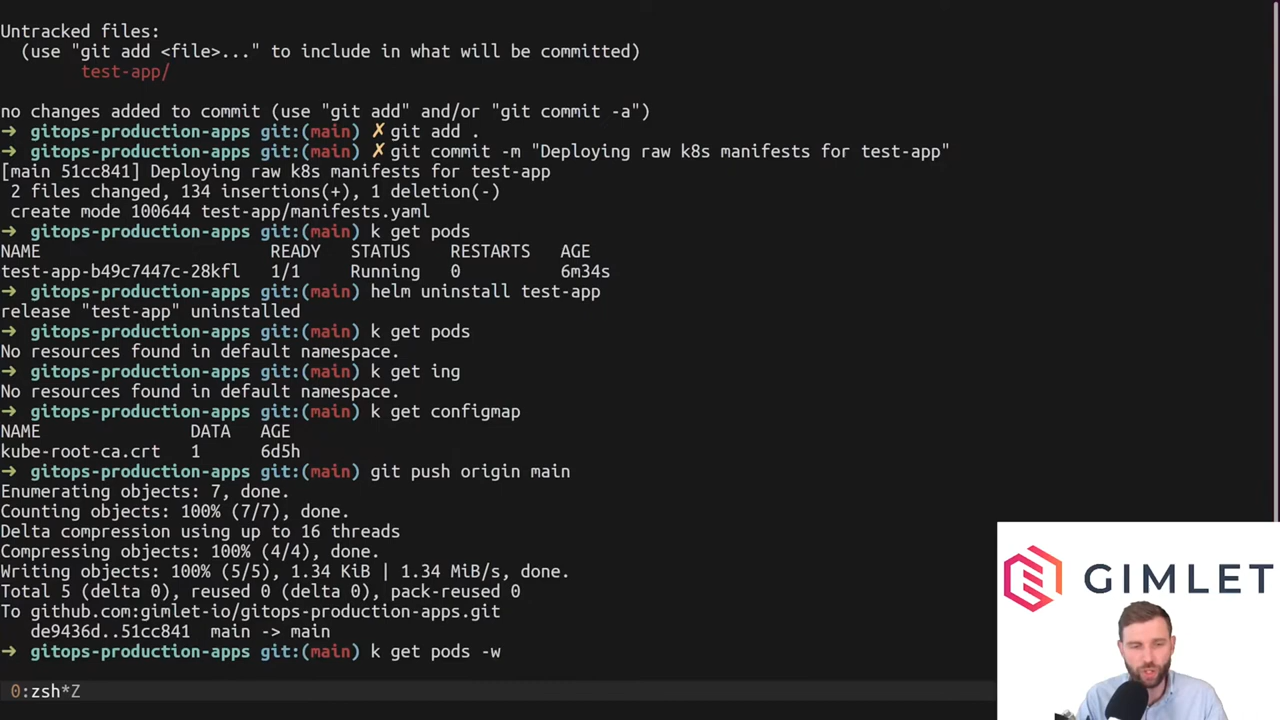 Untracked files:
  (use "git add <file>..." to include in what will be committed)
        test-app/
no changes added to commit (use "git add" and/or "git commit -a")
➜  gitops-production-apps git:(main) ✗git add .
➜  gitops-production-apps git:(main) ✗git commit -m "Deploying raw k8s manifests for test-app"
[main 51cc841] Deploying raw k8s manifests for test-app
 2 files changed, 134 insertions(+), 1 deletion(-)
 create mode 100644 test-app/manifests.yaml
➜  gitops-production-apps git:(main) k get pods
NAME                       READY   STATUS    RESTARTS   AGE
test-app-b49c7447c-28kfl   1/1     Running   0          6m34s
➜  gitops-production-apps git:(main) helm uninstall test-app
release "test-app" uninstalled
➜  gitops-production-apps git:(main) k get pods
No resources found in default namespace.
➜  gitops-production-apps git:(main) k get ing
No resources found in default namespace.
➜  gitops-production-apps git:(main) k get configmap
NAME               DATA   AGE
kube-root-ca.crt   1      6d5h
➜  gitops-production-apps git:(main) git push origin main
Enumerating objects: 7, done.
Counting objects: 100% (7/7), done.
Delta compression using up to 16 threads
Compressing objects: 100% (4/4), done.
Writing objects: 100% (5/5), 1.34 KiB | 1.34 MiB/s, done.
Total 5 (delta 0), reused 0 (delta 0), pack-reused 0
To github.com:gimlet-io/gitops-production-apps.git
   de9436d..51cc841  main -> main
➜  gitops-production-apps git:(main) k get pods -w
0:zsh*Z
GIMLET